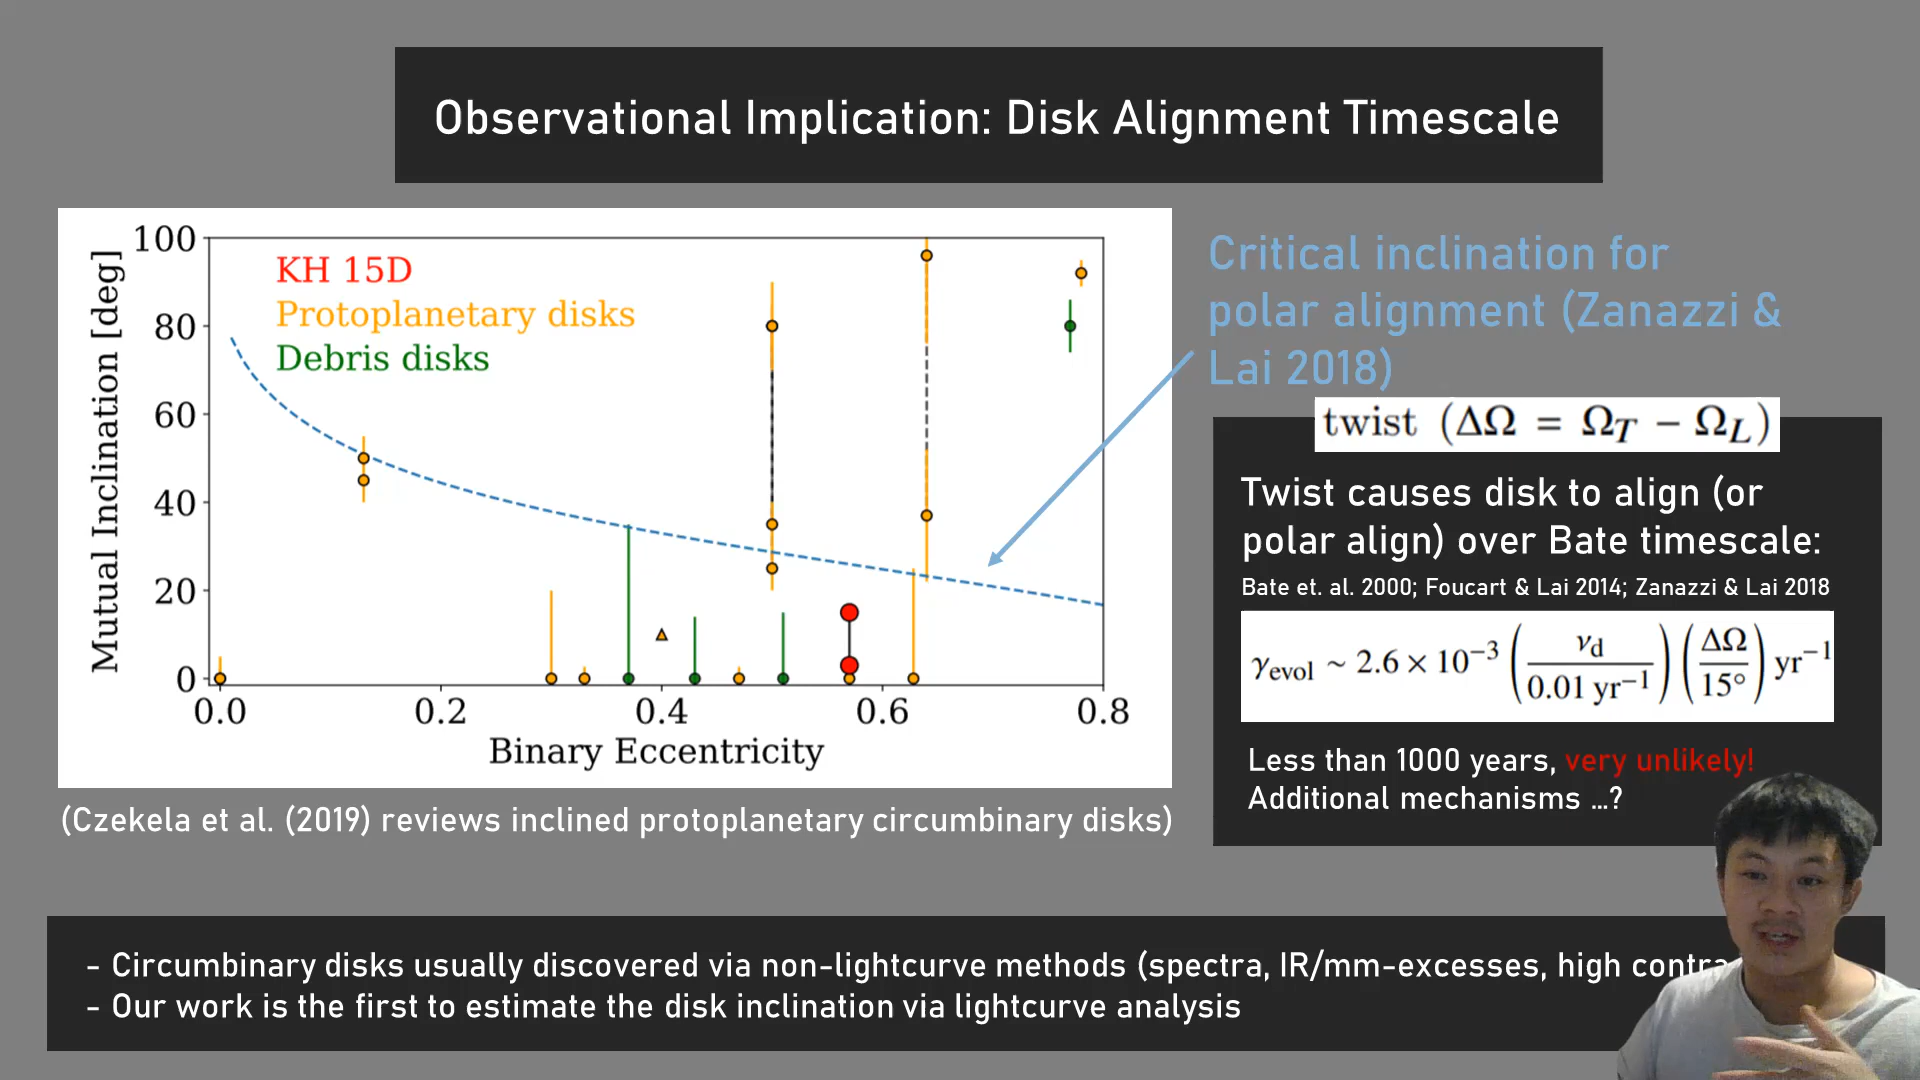 Observational Implication: Disk Alignment Timescale
100
80
60
40
20
0
Mutual Inclination [deg]
KH 15D
Protoplanetary disks
Debris disks
0.0 0.2 0.4 0.6 0.8
Binary Eccentricity
(Czekela et al. (2019) reviews inclined protoplanetary circumbinary disks)
Critical inclination for
polar alignment (Zanazzi &
Lai 2018)
twist (ΔΩ = Ω_T − Ω_L)
Twist causes disk to align (or
polar align) over Bate timescale:
Bate et. al. 2000; Foucart & Lai 2014; Zanazzi & Lai 2018
γ_evol ~ 2.6 × 10^−3 (ν_d / 0.01 yr^−1) (ΔΩ / 15°) yr^−1
Less than 1000 years, very unlikely!
Additional mechanisms ...?
- Circumbinary disks usually discovered via non-lightcurve methods (spectra, IR/mm-excesses, high
- Our work is the first to estimate the disk inclination via lightcurve analysis